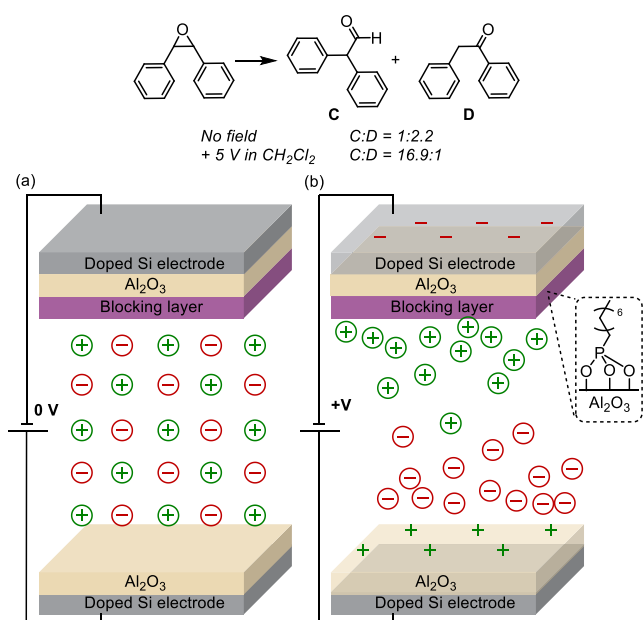 O
O
H
O
+
C
D
No field C:D = 1:2.2
+ 5 V in CH₂Cl₂ C:D = 16.9:1
(a)
Doped Si electrode
Al₂O₃
Blocking layer
+ − + − +
− + − + −
0 V
+ − + − +
− + − + −
+ − + − +
Al₂O₃
Doped Si electrode
(b)
− − −
− − − −
Doped Si electrode
Al₂O₃
Blocking layer
+V
+ + + +
+ + + +
Al₂O₃
Doped Si electrode
6
P
O O O
Al₂O₃